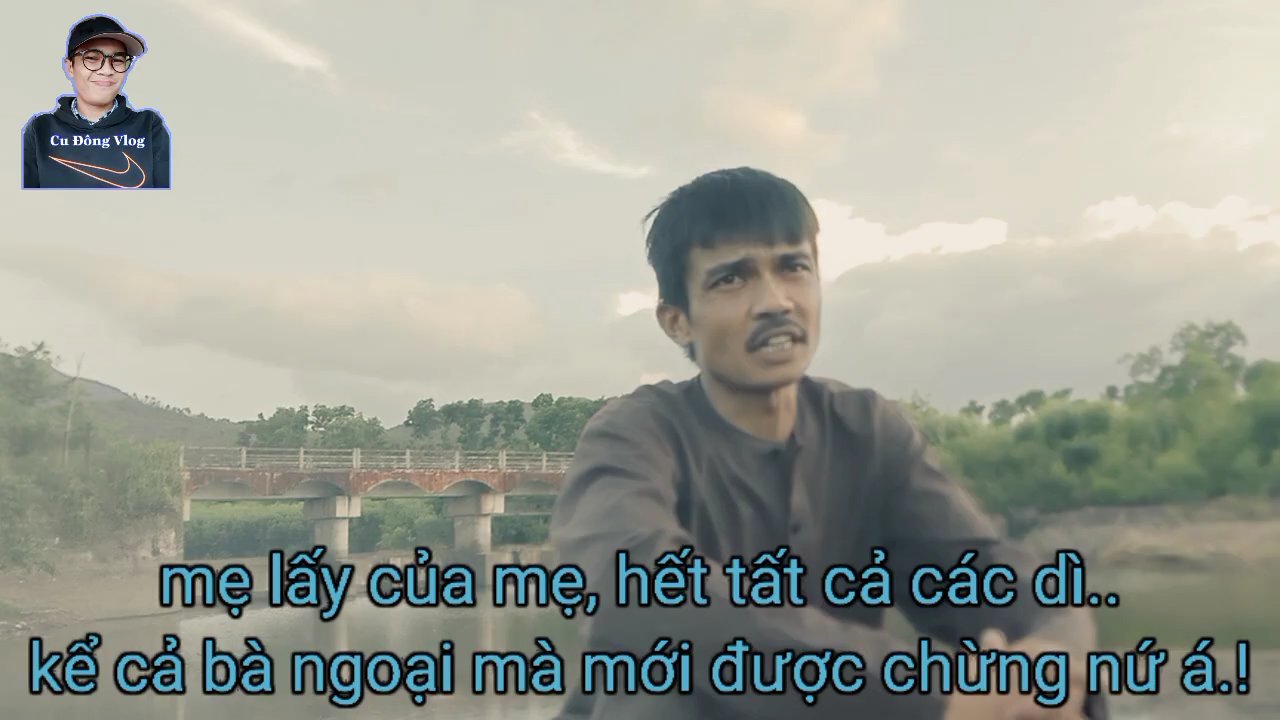 Cu Đông Vlog
mẹ lấy của mẹ, hết tất cả các dì..
kể cả bà ngoại mà mới được chừng nứ á.!